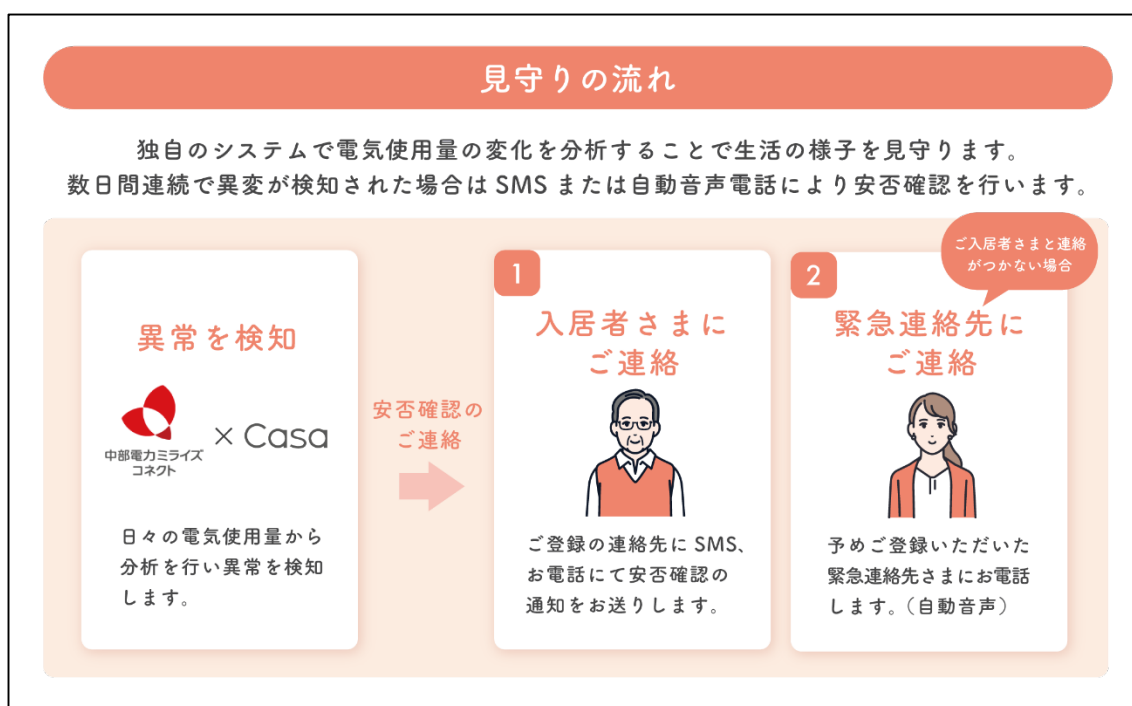 見守りの流れ
独自のシステムで電気使用量の変化を分析することで生活の様子を見守ります。
数日間連続で異変が検知された場合は SMS または自動音声電話により安否確認を行います。
異常を検知
中部電力ミライズ
コネクト
× Casa
日々の電気使用量から
分析を行い異常を検知
します。
安否確認の
ご連絡
1
入居者さまに
ご連絡
ご登録の連絡先に SMS、
お電話にて安否確認の
通知をお送りします。
ご入居者さまと連絡
がつかない場合
2
緊急連絡先に
ご連絡
予めご登録いただいた
緊急連絡先さまにお電話
します。（自動音声）